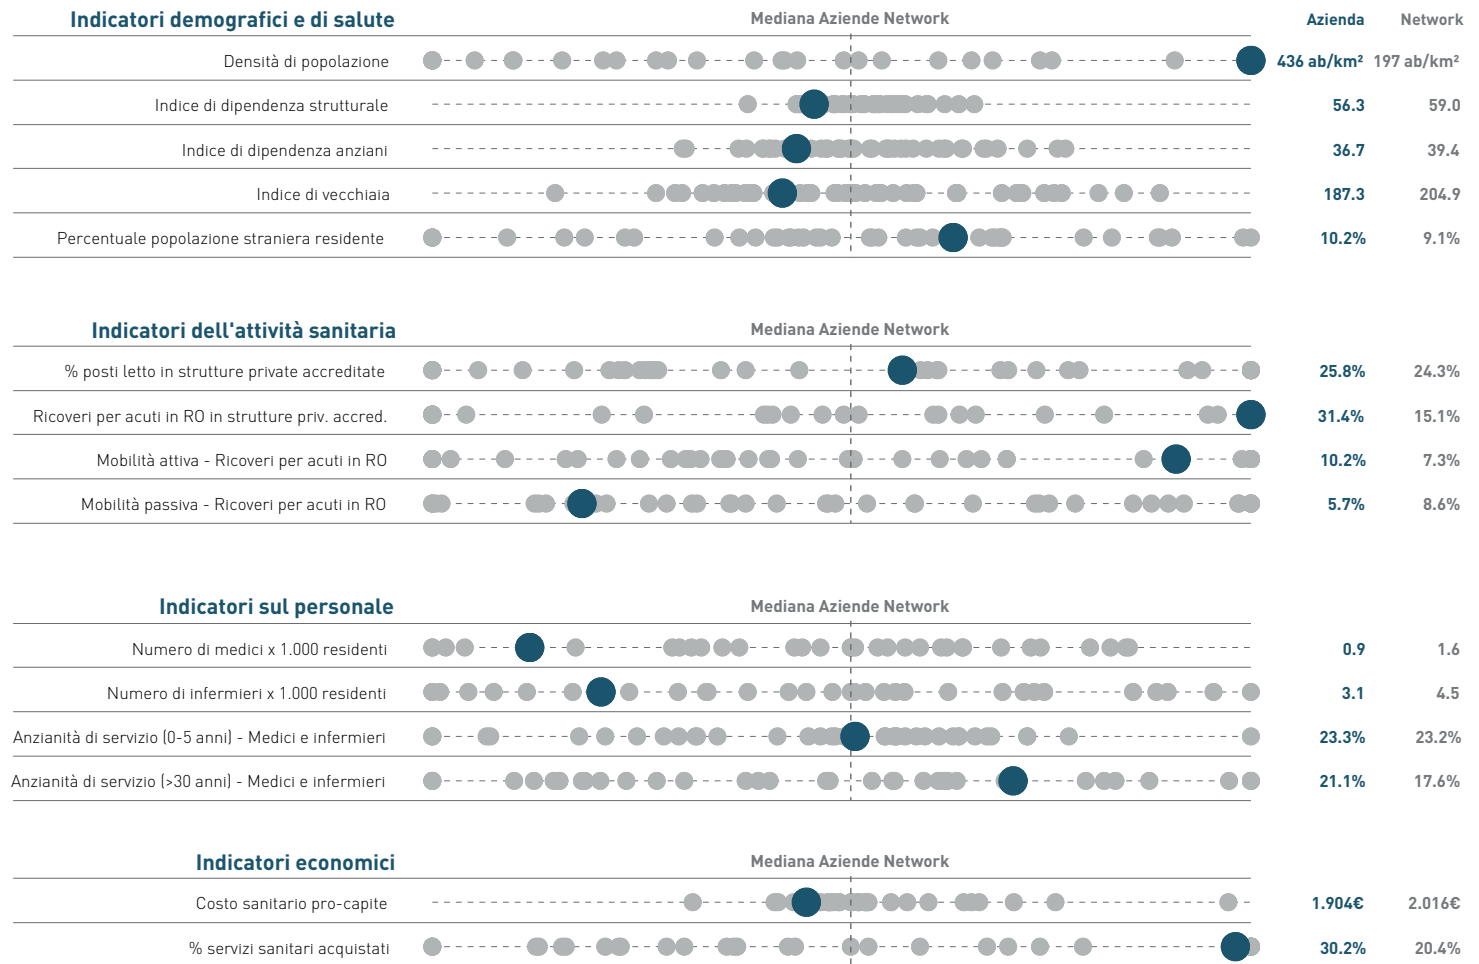 Indicatori demografici e di salute Mediana Aziende Network Azienda Network
Densità di popolazione 436 ab/km² 197 ab/km²
Indice di dipendenza strutturale 56.3 59.0
Indice di dipendenza anziani 36.7 39.4
Indice di vecchiaia 187.3 204.9
Percentuale popolazione straniera residente 10.2% 9.1%
Indicatori dell'attività sanitaria Mediana Aziende Network
% posti letto in strutture private accreditate 25.8% 24.3%
Ricoveri per acuti in RO in strutture priv. accred. 31.4% 15.1%
Mobilità attiva - Ricoveri per acuti in RO 10.2% 7.3%
Mobilità passiva - Ricoveri per acuti in RO 5.7% 8.6%
Indicatori sul personale Mediana Aziende Network
Numero di medici x 1.000 residenti 0.9 1.6
Numero di infermieri x 1.000 residenti 3.1 4.5
Anzianità di servizio (0-5 anni) - Medici e infermieri 23.3% 23.2%
Anzianità di servizio (>30 anni) - Medici e infermieri 21.1% 17.6%
Indicatori economici Mediana Aziende Network
Costo sanitario pro-capite 1.904€ 2.016€
% servizi sanitari acquistati 30.2% 20.4%